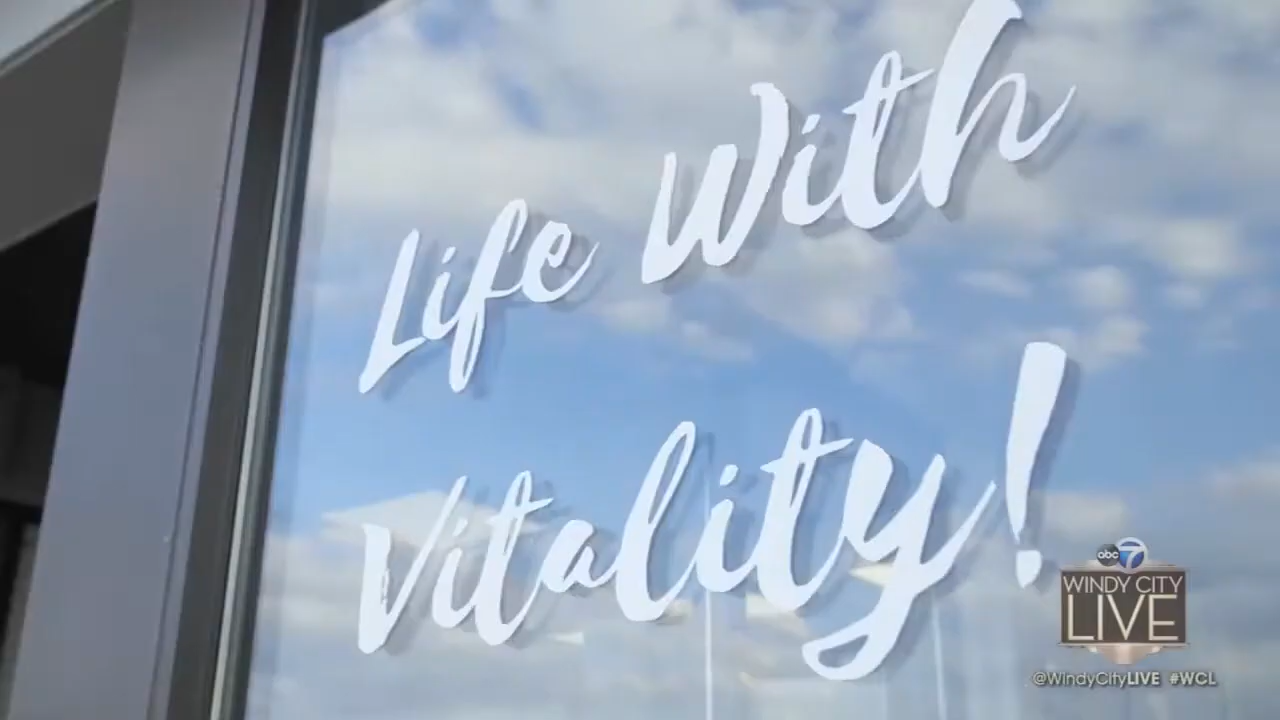 Life With
Vitality!
abc 7
WINDY CITY
LIVE
@WindyCityLIVE #WCL